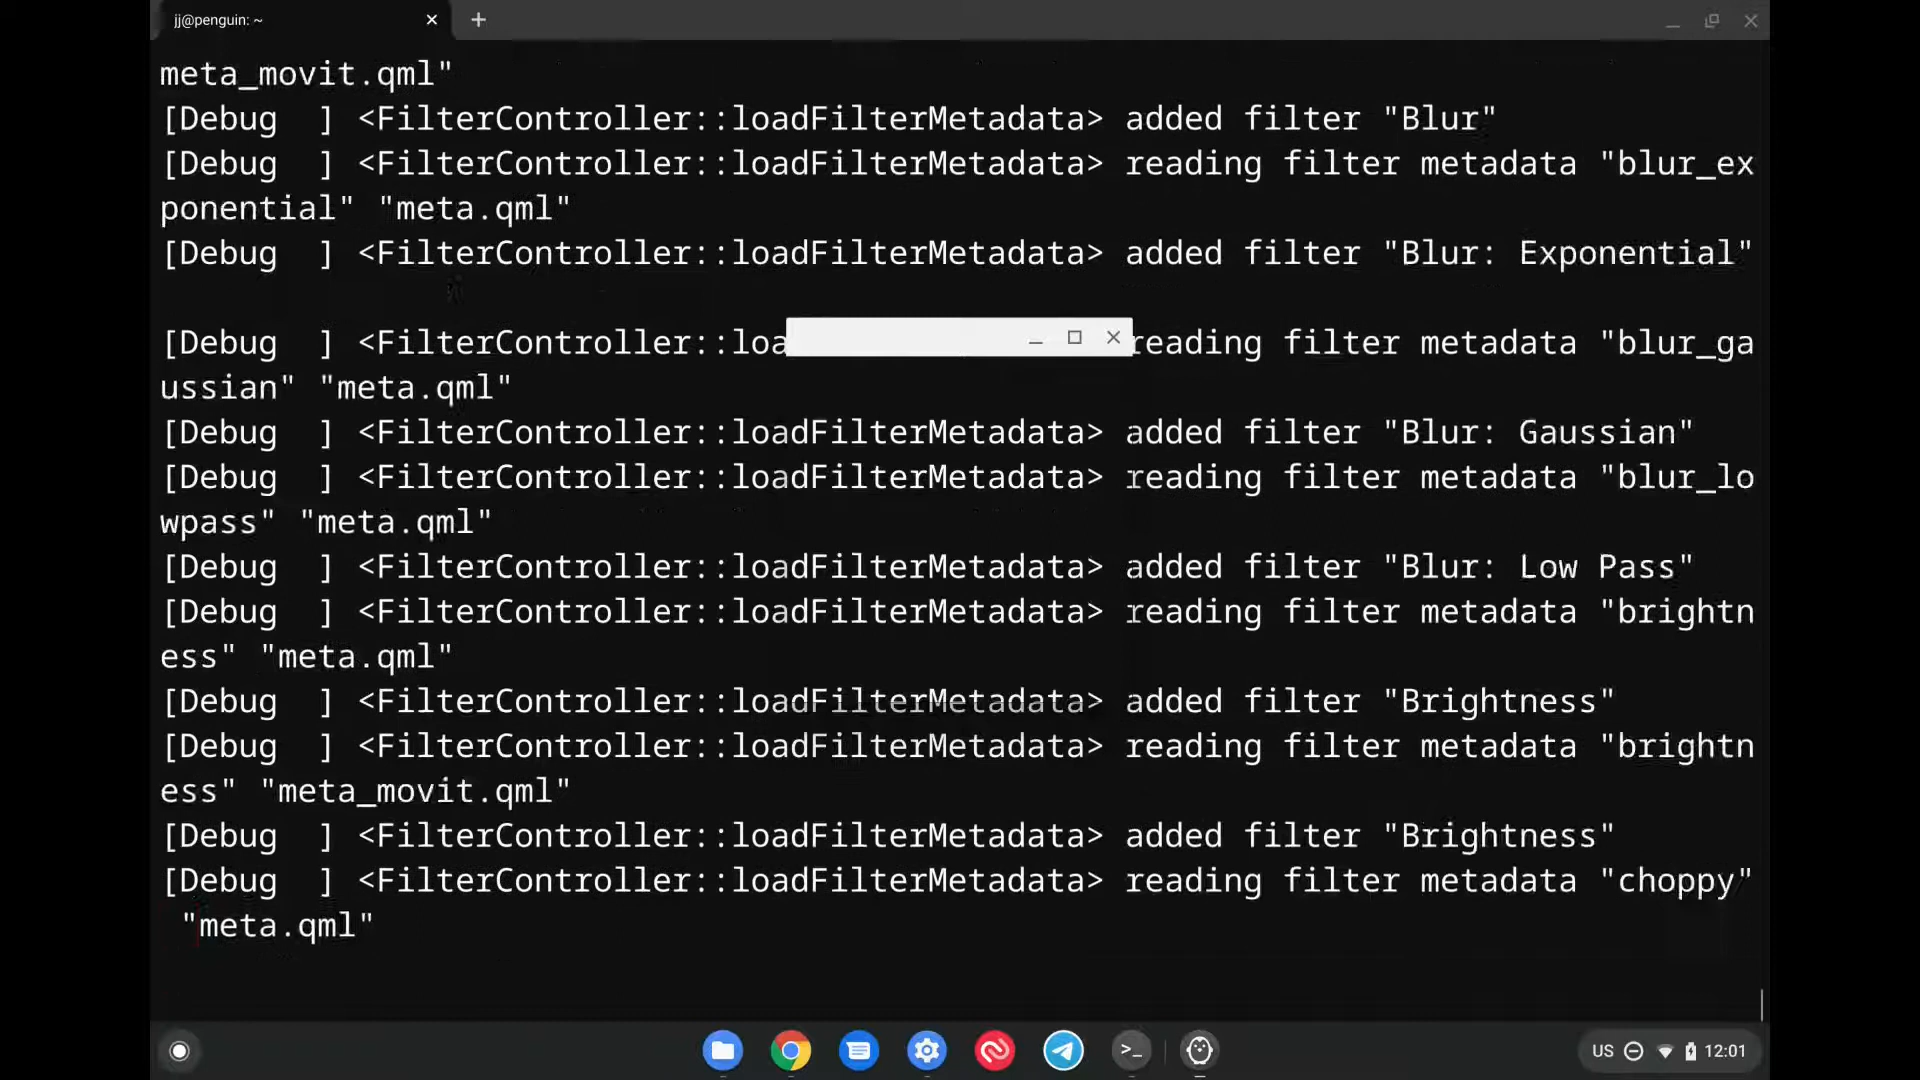 jj@penguin: ~
meta_movit.qml"
[Debug  ] <FilterController::loadFilterMetadata> added filter "Blur"
[Debug  ] <FilterController::loadFilterMetadata> reading filter metadata "blur_ex
ponential" "meta.qml"
[Debug  ] <FilterController::loadFilterMetadata> added filter "Blur: Exponential"
[Debug  ] <FilterController::loa reading filter metadata "blur_ga
ussian" "meta.qml"
[Debug  ] <FilterController::loadFilterMetadata> added filter "Blur: Gaussian"
[Debug  ] <FilterController::loadFilterMetadata> reading filter metadata "blur_lo
wpass" "meta.qml"
[Debug  ] <FilterController::loadFilterMetadata> added filter "Blur: Low Pass"
[Debug  ] <FilterController::loadFilterMetadata> reading filter metadata "brightn
ess" "meta.qml"
[Debug  ] <FilterController::loadFilterMetadata> added filter "Brightness"
[Debug  ] <FilterController::loadFilterMetadata> reading filter metadata "brightn
ess" "meta_movit.qml"
[Debug  ] <FilterController::loadFilterMetadata> added filter "Brightness"
[Debug  ] <FilterController::loadFilterMetadata> reading filter metadata "choppy"
 "meta.qml"
US 12:01